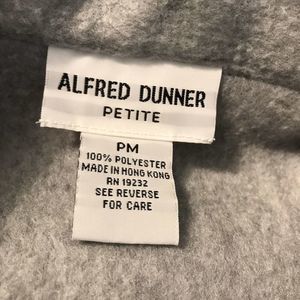 ALFRED DUNNER
PETITE
PM
100% POLYESTER
MADE IN HONG KONG
RN 19232
SEE REVERSE
FOR CARE